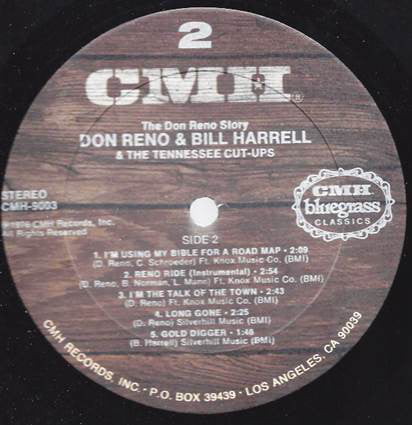 2
CMH®
The Don Reno Story
DON RENO & BILL HARRELL
& THE TENNESSEE CUT-UPS
STEREO
CMH-9003
℗1976 CMH Records, Inc.
All Rights Reserved
CMH
bluegrass
CLASSICS
SIDE 2
1. I'M USING MY BIBLE FOR A ROAD MAP • 2:09
(D. Reno, C. Schroeder) Ft. Knox Music Co. (BMI)
2. RENO RIDE (Instrumental) • 2:54
(D. Reno, B. Norman, L. Munn) Ft. Knox Music Co. (BMI)
3. I'M THE TALK OF THE TOWN • 2:43
(D. Reno) Ft. Knox Music Co. (BMI)
4. LONG GONE • 2:25
(D. Reno) Silverhill Music (BMI)
5. GOLD DIGGER • 1:48
(B. Harrell) Silverhill Music (BMI)
CMH RECORDS, INC. • P.O. BOX 39439 • LOS ANGELES, CA 90039